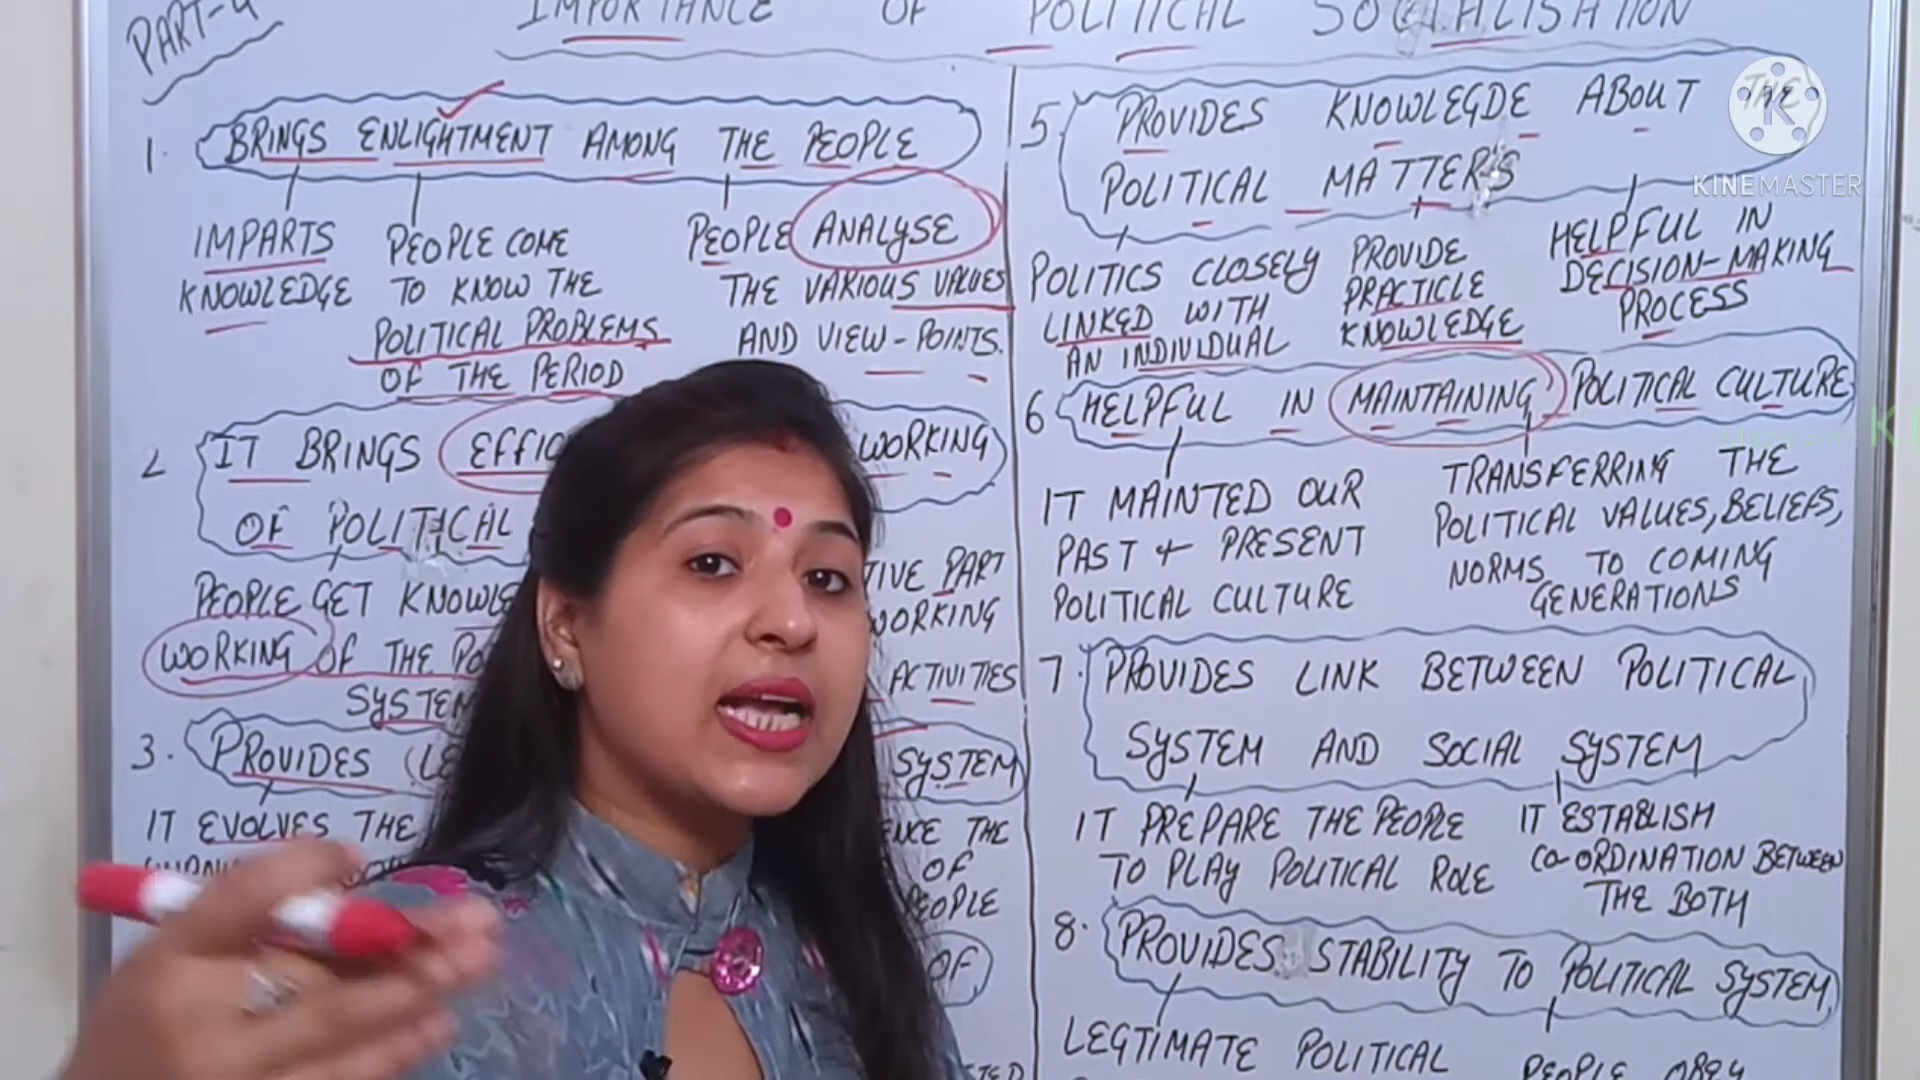 PART-4
IMPORTANCE OF POLITICAL SOCIALISATION
1. BRINGS ENLIGHTMENT AMONG THE PEOPLE
IMPARTS
KNOWLEDGE
PEOPLE COME
TO KNOW THE
POLITICAL PROBLEMS
OF THE PERIOD
PEOPLE ANALYSE
THE VARIOUS VALUES
AND VIEW-POINTS.
2 IT BRINGS WORKING
OF POLITICAL
PEOPLE GET
WORKING OF THE
SYSTEM
PART
WORKING
ACTIVITIES
3. PROVIDES SYSTEM
IT EVOLVES THE
THE
OF
PEOPLE
OF
5 PROVIDES KNOWLEGDE ABOUT THE
POLITICAL MATTER'S
POLITICS CLOSELY
LINKED WITH
AN INDIVIDUAL
PROVIDE
PRACTICLE
KNOWLEDGE
HELPFUL IN
DECISION-MAKING
PROCESS
6 HELPFUL IN MAINTAINING POLITICAL CULTURE
IT MAINTED OUR
PAST + PRESENT
POLITICAL CULTURE
TRANSFERRING THE
POLITICAL VALUES, BELIEFS,
NORMS TO COMING
GENERATIONS
7. PROVIDES LINK BETWEEN POLITICAL
SYSTEM AND SOCIAL SYSTEM
IT PREPARE THE PEOPLE
TO PLAY POLITICAL ROLE
IT ESTABLISH
CO-ORDINATION BETWEEN
THE BOTH
8. PROVIDES STABILITY TO POLITICAL SYSTEM
LEGTIMATE POLITICAL
PEOPLE OBEY
K
KINEMASTER